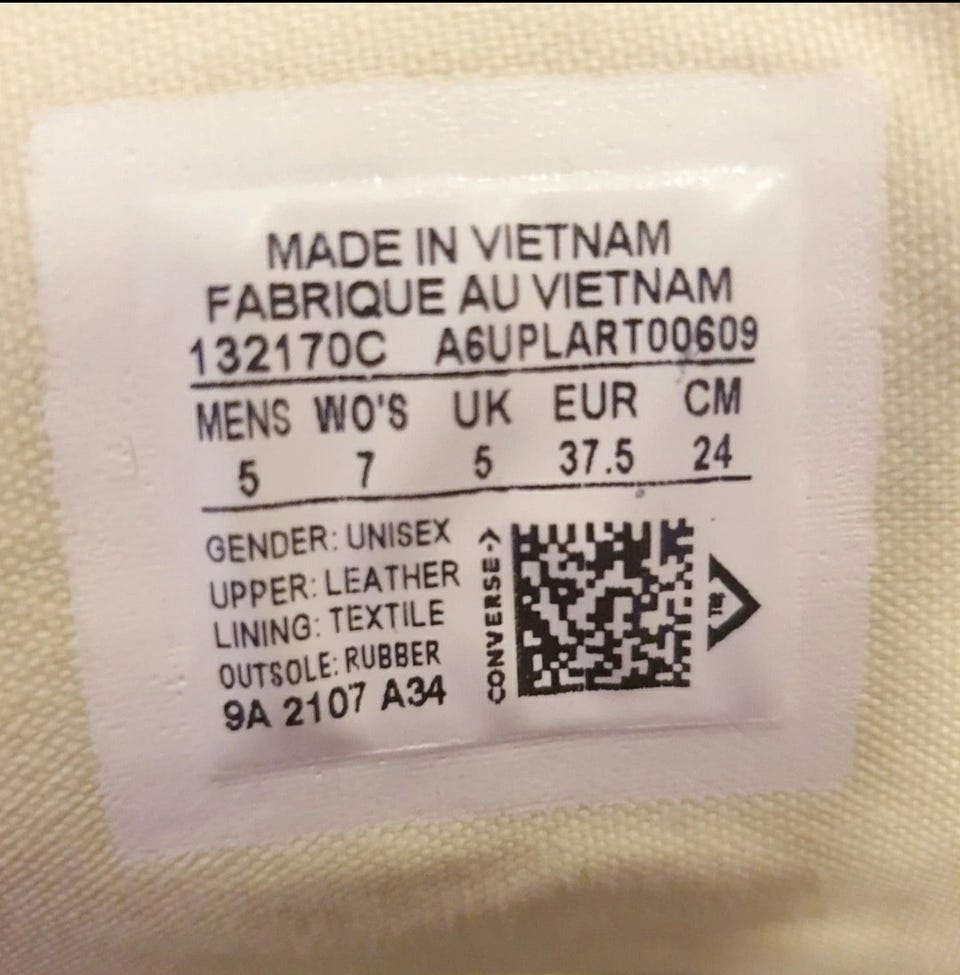 MADE IN VIETNAM
FABRIQUE AU VIETNAM
132170C A6UPLART00609
MENS WO'S UK EUR CM
5 7 5 37.5 24
GENDER: UNISEX
UPPER: LEATHER
LINING: TEXTILE
OUTSOLE: RUBBER
9A 2107 A34
CONVERSE